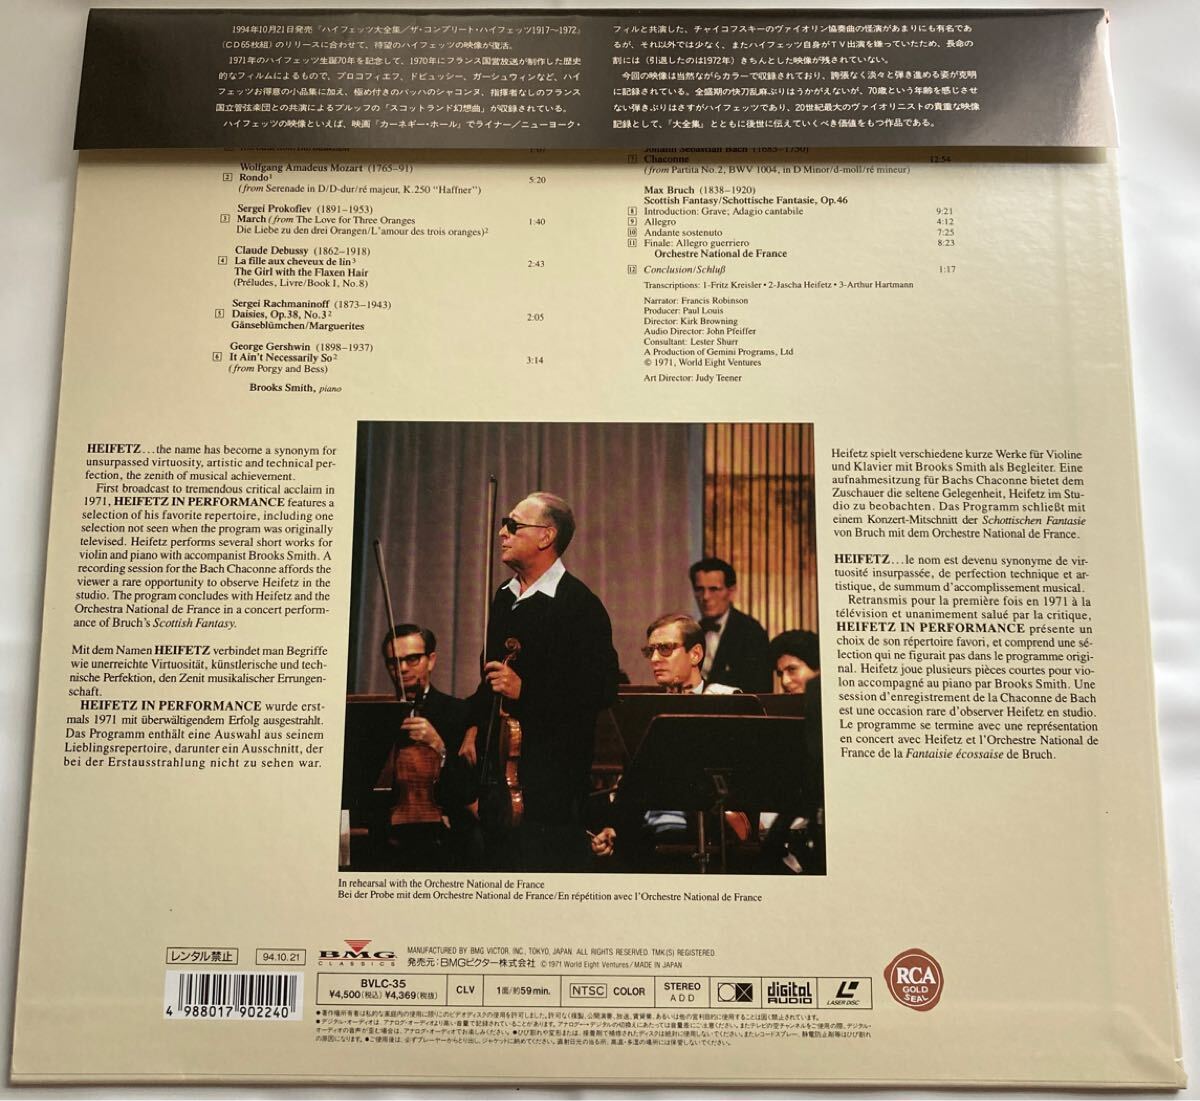 1994年10月21日発売『ハイフェッツ大全集／ザ・コンプリート・ハイフェッツ1917〜1972』
(CD65枚組)のリリースに合わせて、待望のハイフェッツの映像が復活。
1971年のハイフェッツ生誕70年を記念して、1970年にフランス国営放送が制作した歴史
的なフィルムによるもので、プロコフィエフ、ドビュッシー、ガーシュウィンなど、ハイ
フェッツお得意の小品集に加え、極め付きのバッハのシャコンヌ、指揮者なしのフランス
国立管弦楽団との共演によるブルッフの「スコットランド幻想曲」が収録されている。
ハイフェッツの映像といえば、映画「カーネギー・ホール」でライナー／ニューヨーク・
フィルと共演した、チャイコフスキーのヴァイオリン協奏曲の怪演があまりにも有名であ
るが、それ以外では少なく、またハイフェッツ自身がTV出演を嫌っていたため、長命の
割には(引退したのは1972年)きちんとした映像が残されていない。
今回の映像は当然ながらカラーで収録されており、誇張なく淡々と弾き進める姿が克明
に記録されている。全盛期の快刀乱麻ぶりはうかがえないが、70歳という年齢を感じさせ
ない弾きぶりはさすがハイフェッツであり、20世紀最大のヴァイオリニストの貴重な映像
記録として、『大全集』とともに後世に伝えていくべき価値をもつ作品である。
Wolfgang Amadeus Mozart (1765–91)
2 Rondo¹ 5:20
(from Serenade in D/D-dur/ré majeur, K.250 "Haffner")
Sergei Prokofiev (1891–1953)
3 March (from The Love for Three Oranges 1:40
Die Liebe zu den drei Orangen/L'amour des trois oranges)²
Claude Debussy (1862–1918)
4 La fille aux cheveux de lin³ 2:43
The Girl with the Flaxen Hair
(Préludes, Livre/Book I, No.8)
Sergei Rachmaninoff (1873–1943)
5 Daisies, Op.38, No.3² 2:05
Gänseblümchen/Marguerites
George Gershwin (1898–1937)
6 It Ain't Necessarily So² 3:14
(from Porgy and Bess)
Brooks Smith, piano
Johann Sebastian Bach (1685–1750)
7 Chaconne 12:54
(from Partita No.2, BWV 1004, in D Minor/d-moll/ré mineur)
Max Bruch (1838–1920)
Scottish Fantasy/Schottische Fantasie, Op.46
8 Introduction: Grave; Adagio cantabile 9:21
9 Allegro 4:12
10 Andante sostenuto 7:25
11 Finale: Allegro guerriero 8:23
Orchestre National de France
12 Conclusion/Schluß 1:17
Transcriptions: 1-Fritz Kreisler • 2-Jascha Heifetz • 3-Arthur Hartmann
Narrator: Francis Robinson
Producer: Paul Louis
Director: Kirk Browning
Audio Director: John Pfeiffer
Consultant: Lester Shurr
A Production of Gemini Programs, Ltd
© 1971, World Eight Ventures
Art Director: Judy Teener
HEIFETZ...the name has become a synonym for
unsurpassed virtuosity, artistic and technical per-
fection, the zenith of musical achievement.
First broadcast to tremendous critical acclaim in
1971, HEIFETZ IN PERFORMANCE features a
selection of his favorite repertoire, including one
selection not seen when the program was originally
televised. Heifetz performs several short works for
violin and piano with accompanist Brooks Smith. A
recording session for the Bach Chaconne affords the
viewer a rare opportunity to observe Heifetz in the
studio. The program concludes with Heifetz and the
Orchestra National de France in a concert perform-
ance of Bruch's Scottish Fantasy.
Mit dem Namen HEIFETZ verbindet man Begriffe
wie unerreichte Virtuosität, künstlerische und tech-
nische Perfektion, den Zenit musikalischer Errungen-
schaft.
HEIFETZ IN PERFORMANCE wurde erst-
mals 1971 mit überwältigendem Erfolg ausgestrahlt.
Das Programm enthält eine Auswahl aus seinem
Lieblingsrepertoire, darunter ein Ausschnitt, der
bei der Erstausstrahlung nicht zu sehen war.
Heifetz spielt verschiedene kurze Werke für Violine
und Klavier mit Brooks Smith als Begleiter. Eine
aufnahmesitzung für Bachs Chaconne bietet dem
Zuschauer die seltene Gelegenheit, Heifetz im Stu-
dio zu beobachten. Das Programm schließt mit
einem Konzert-Mitschnitt der Schottischen Fantasie
von Bruch mit dem Orchestre National de France.
HEIFETZ...le nom est devenu synonyme de vir-
tuosité insurpassée, de perfection technique et ar-
tistique, de summum d'accomplissement musical.
Retransmis pour la première fois en 1971 à la
télévision et unanimement salué par la critique,
HEIFETZ IN PERFORMANCE présente un
choix de son répertoire favori, et comprend une sé-
lection qui ne figurait pas dans le programme origi-
nal. Heifetz joue plusieurs pièces courtes pour vio-
lon accompagné au piano par Brooks Smith. Une
session d'enregistrement de la Chaconne de Bach
est une occasion rare d'observer Heifetz en studio.
Le programme se termine avec une représentation
en concert avec Heifetz et l'Orchestre National de
France de la Fantaisie écossaise de Bruch.
In rehearsal with the Orchestre National de France
Bei der Probe mit dem Orchestre National de France/En répétition avec l'Orchestre National de France
レンタル禁止
94.10.21
BMG
CLASSICS
MANUFACTURED BY BMG VICTOR, INC., TOKYO, JAPAN. ALL RIGHTS RESERVED. TMK.(S) REGISTERED.
発売元：BMGビクター株式会社 © 1971 World Eight Ventures / MADE IN JAPAN
4 988017 902240
BVLC-35
¥4,500(税込) ¥4,369(税抜)
CLV
1面/約59min.
NTSC COLOR
STEREO
ADD
digital
AUDIO
LASER DISC
RCA
GOLD
SEAL